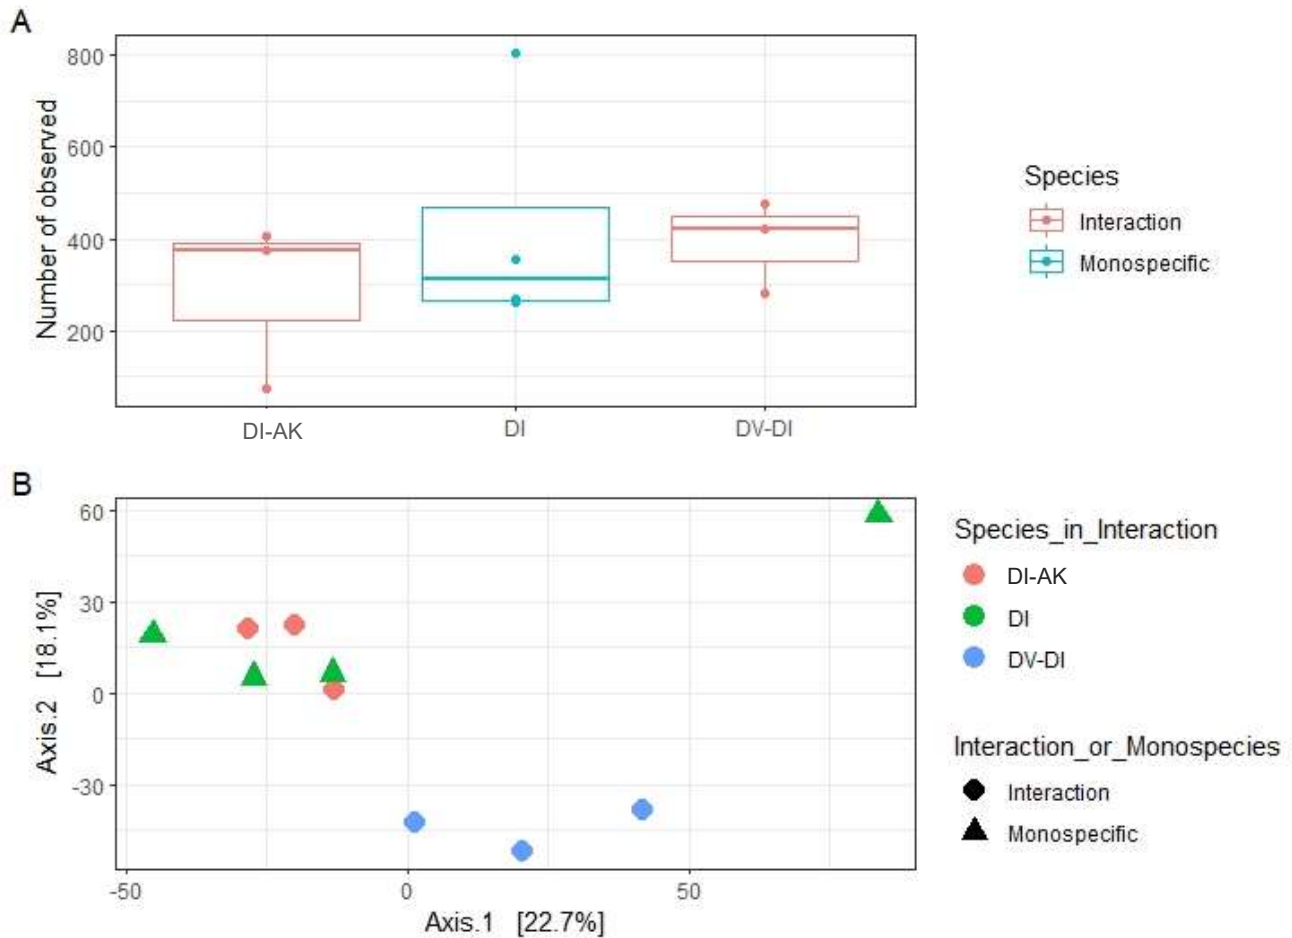 A
Number of observed
800
600
400
200
DI-AK
DI
DV-DI
Species
Interaction
Monospecific
B
Axis.2 [18.1%]
60
30
0
-30
-50
0
50
Axis.1 [22.7%]
Species_in_Interaction
DI-AK
DI
DV-DI
Interaction_or_Monospecies
Interaction
Monospecific